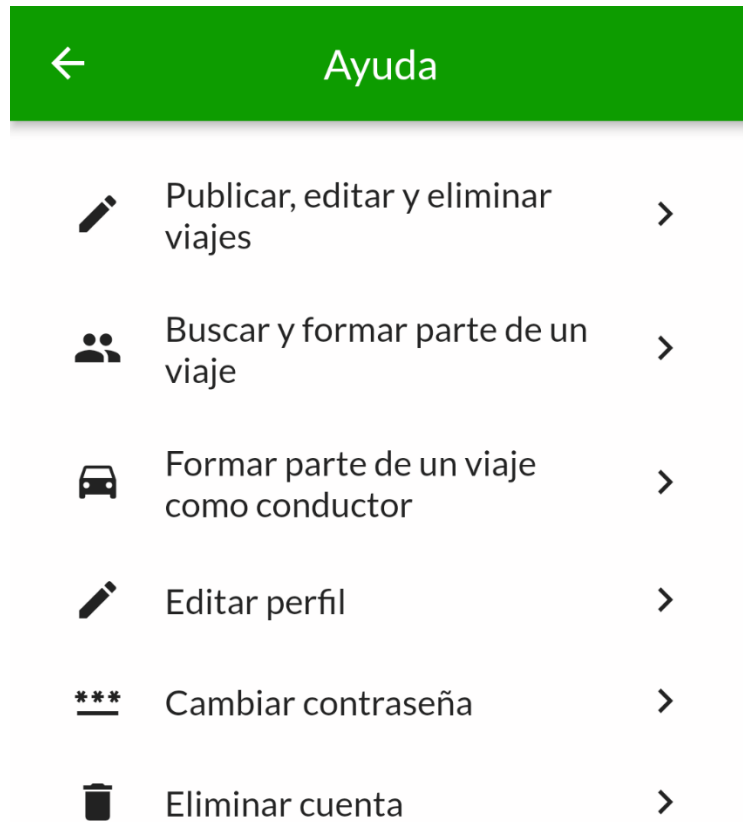 Ayuda
Publicar, editar y eliminar
viajes
Buscar y formar parte de un
viaje
Formar parte de un viaje
como conductor
Editar perfil
Cambiar contraseña
Eliminar cuenta